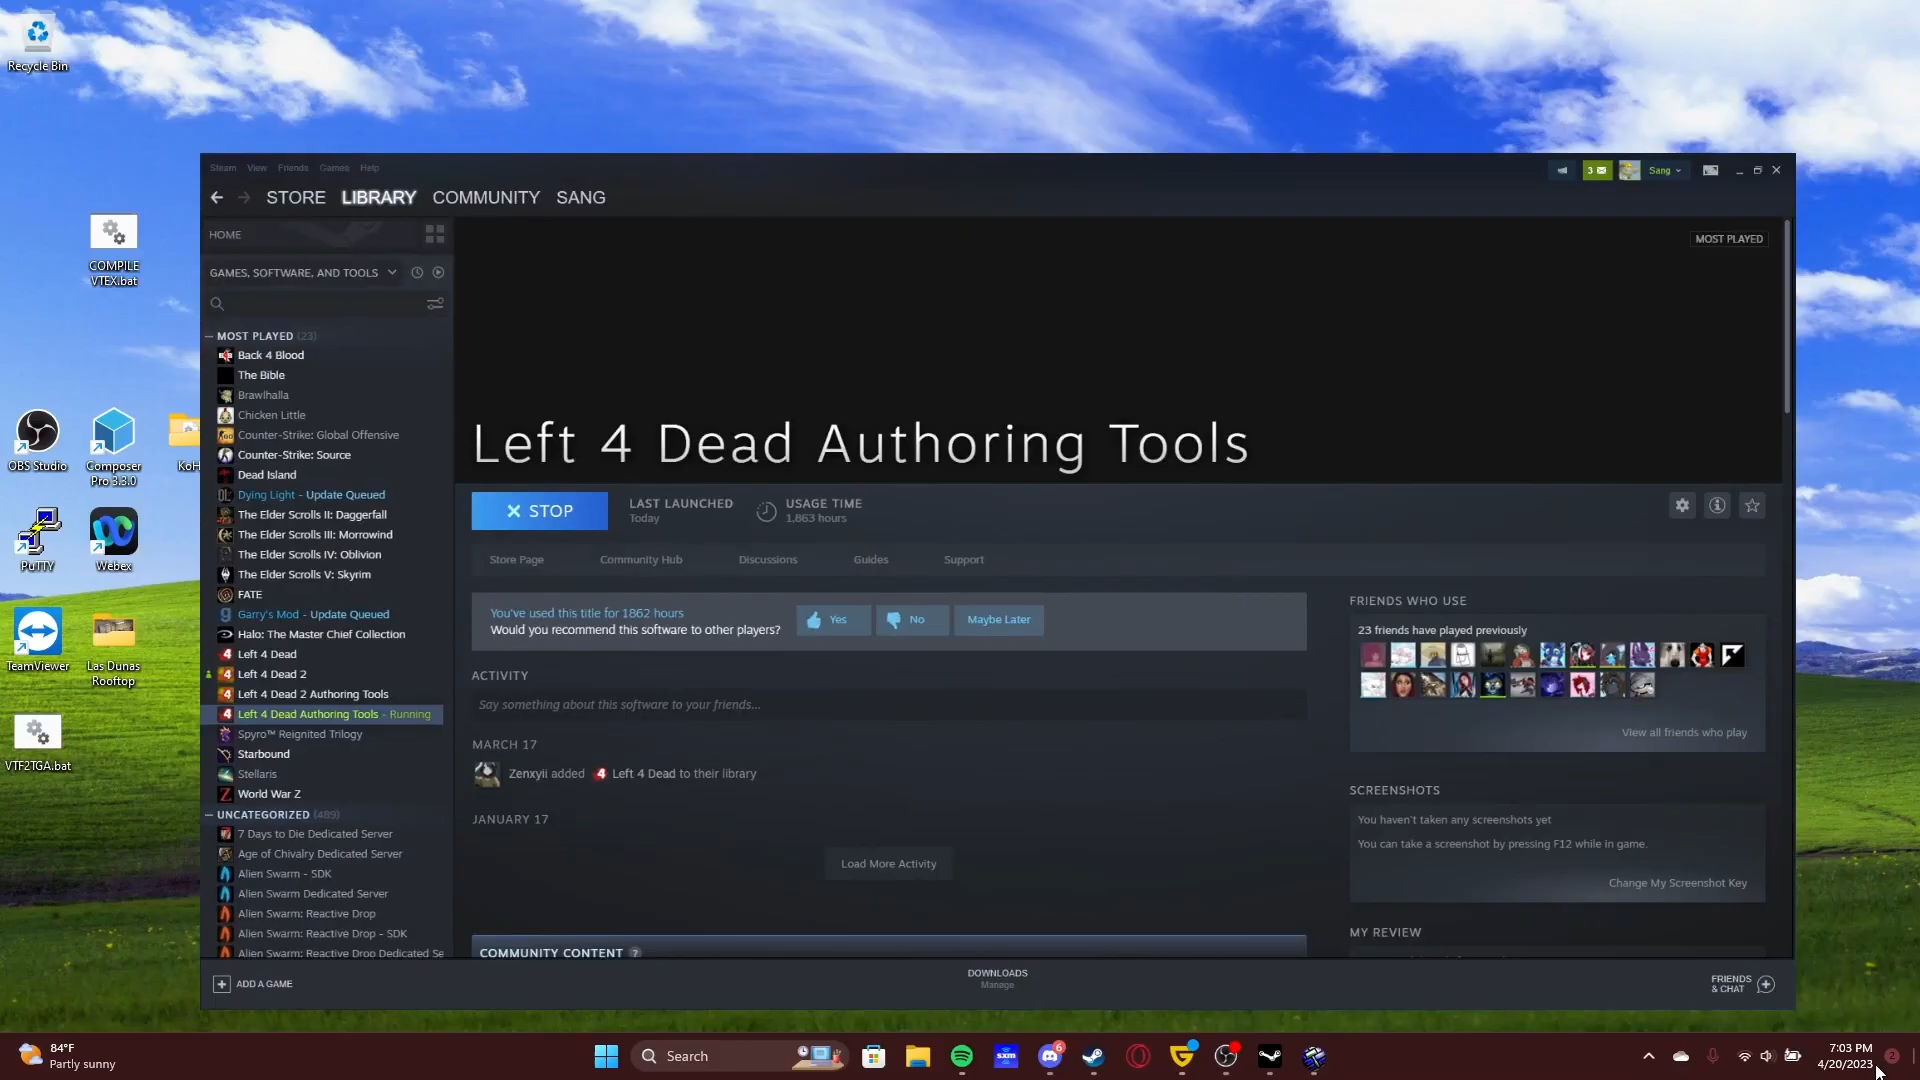 Recycle Bin
COMPILE
VTEX.bat
OBS Studio
Composer
Pro 3.3.0
KoH
PuTTY
Webex
TeamViewer
Las Dunas
Rooftop
VTF2TGA.bat
Steam View Friends Games Help
3
Sang
STORE LIBRARY COMMUNITY SANG
HOME
GAMES, SOFTWARE, AND TOOLS
MOST PLAYED (23)
Back 4 Blood
The Bible
Brawlhalla
Chicken Little
Counter-Strike: Global Offensive
Counter-Strike: Source
Dead Island
Dying Light - Update Queued
The Elder Scrolls II: Daggerfall
The Elder Scrolls III: Morrowind
The Elder Scrolls IV: Oblivion
The Elder Scrolls V: Skyrim
FATE
Garry's Mod - Update Queued
Halo: The Master Chief Collection
Left 4 Dead
Left 4 Dead 2
Left 4 Dead 2 Authoring Tools
Left 4 Dead Authoring Tools - Running
Spyro™ Reignited Trilogy
Starbound
Stellaris
World War Z
UNCATEGORIZED (489)
7 Days to Die Dedicated Server
Age of Chivalry Dedicated Server
Alien Swarm - SDK
Alien Swarm Dedicated Server
Alien Swarm: Reactive Drop
Alien Swarm: Reactive Drop - SDK
Alien Swarm: Reactive Drop Dedicated Se
ADD A GAME
MOST PLAYED
Left 4 Dead Authoring Tools
STOP
LAST LAUNCHED
Today
USAGE TIME
1,863 hours
Store Page Community Hub Discussions Guides Support
You've used this title for 1862 hours
Would you recommend this software to other players?
Yes No Maybe Later
ACTIVITY
Say something about this software to your friends...
MARCH 17
Zenxyii added Left 4 Dead to their library
JANUARY 17
Load More Activity
COMMUNITY CONTENT ?
FRIENDS WHO USE
23 friends have played previously
View all friends who play
SCREENSHOTS
You haven't taken any screenshots yet
You can take a screenshot by pressing F12 while in game.
Change My Screenshot Key
MY REVIEW
DOWNLOADS
Manage
FRIENDS
& CHAT
84°F
Partly sunny
Search
sxm
6
7:03 PM
4/20/2023
2